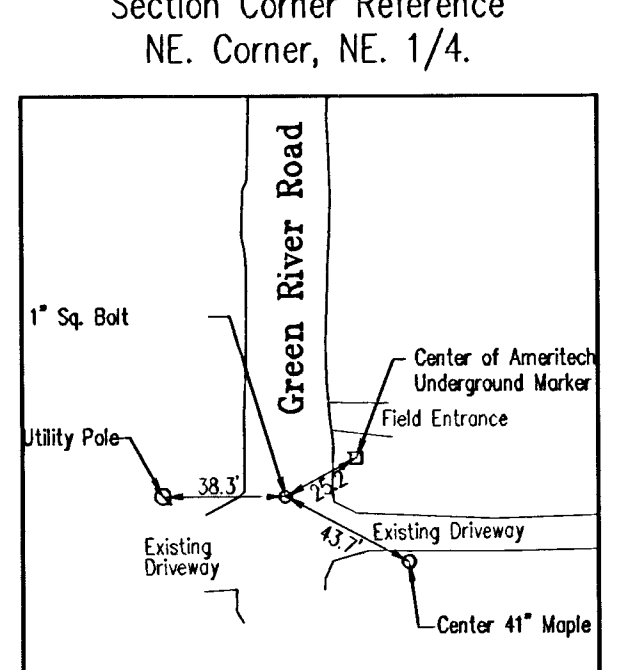 Section Corner Reference
NE. Corner, NE. 1/4.
Green River Road
1" Sq. Bolt
Center of Ameritech
Underground Marker
Field Entrance
Utility Pole
38.3'
25.2'
43.7'
Existing Driveway
Existing
Driveway
Center 41" Maple